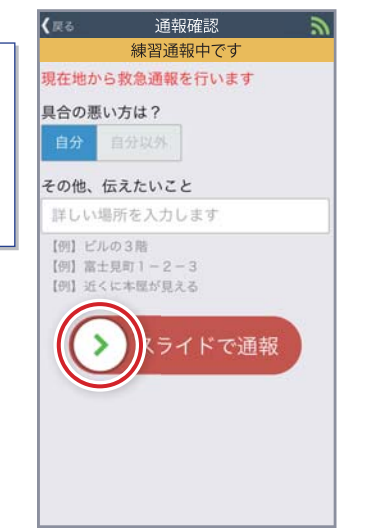 戻る
通報確認
練習通報中です
現在地から救急通報を行います
具合の悪い方は？
自分
自分以外
その他、伝えたいこと
詳しい場所を入力します
【例】ビルの３階
【例】富士見町１－２－３
【例】近くに本屋が見える
スライドで通報